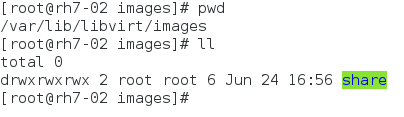 [root@rh7-02 images]# pwd
/var/lib/libvirt/images
[root@rh7-02 images]# ll
total 0
drwxrwxrwx 2 root root 6 Jun 24 16:56 share
[root@rh7-02 images]#